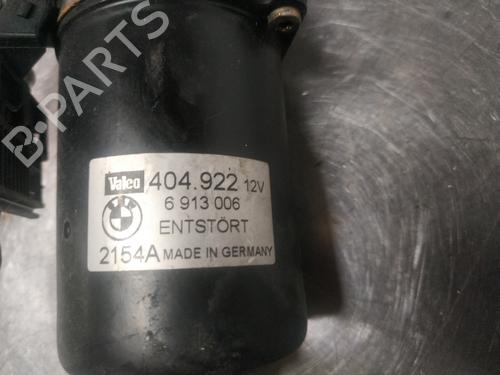 Valeo 404.922 12V
6 913 006
ENTSTÖRT
2154A MADE IN GERMANY
B-PARTS